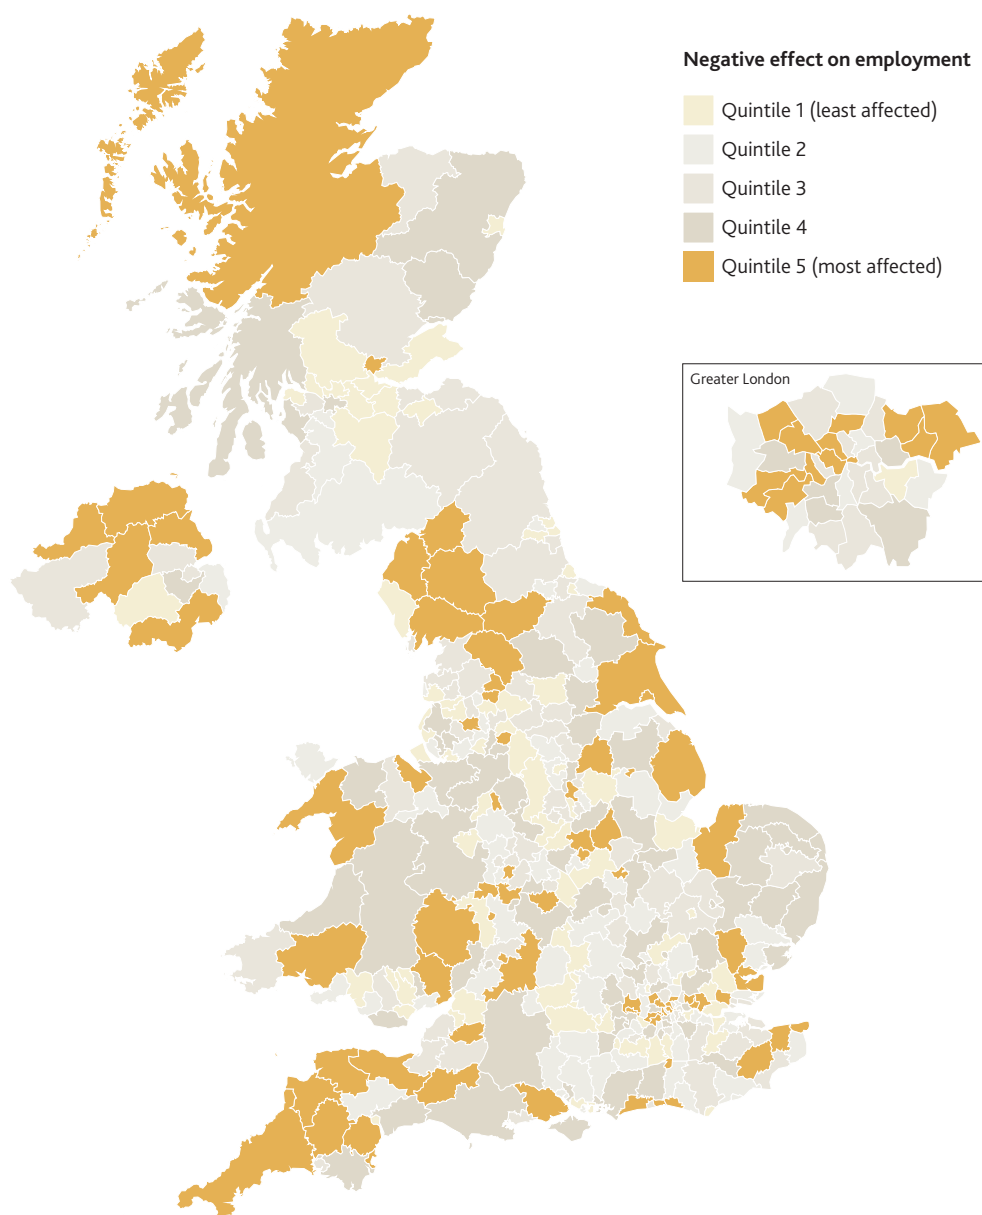 Negative effect on employment
Quintile 1 (least affected)
Quintile 2
Quintile 3
Quintile 4
Quintile 5 (most affected)
Greater London